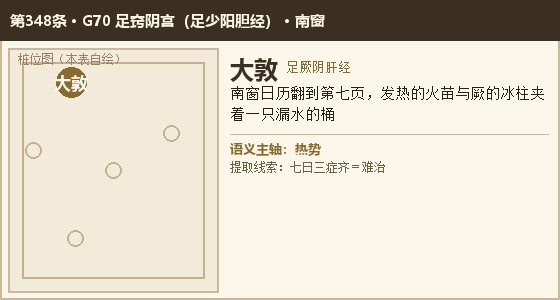 第348条・G70 足窍阴宫（足少阳胆经）・南窗
桩位图（本表自绘）
大敦
大敦 足厥阴肝经
南窗日历翻到第七页，发热的火苗与厥的冰柱夹
着一只漏水的桶
语义主轴：热势
提取线索：七日三症齐＝难治